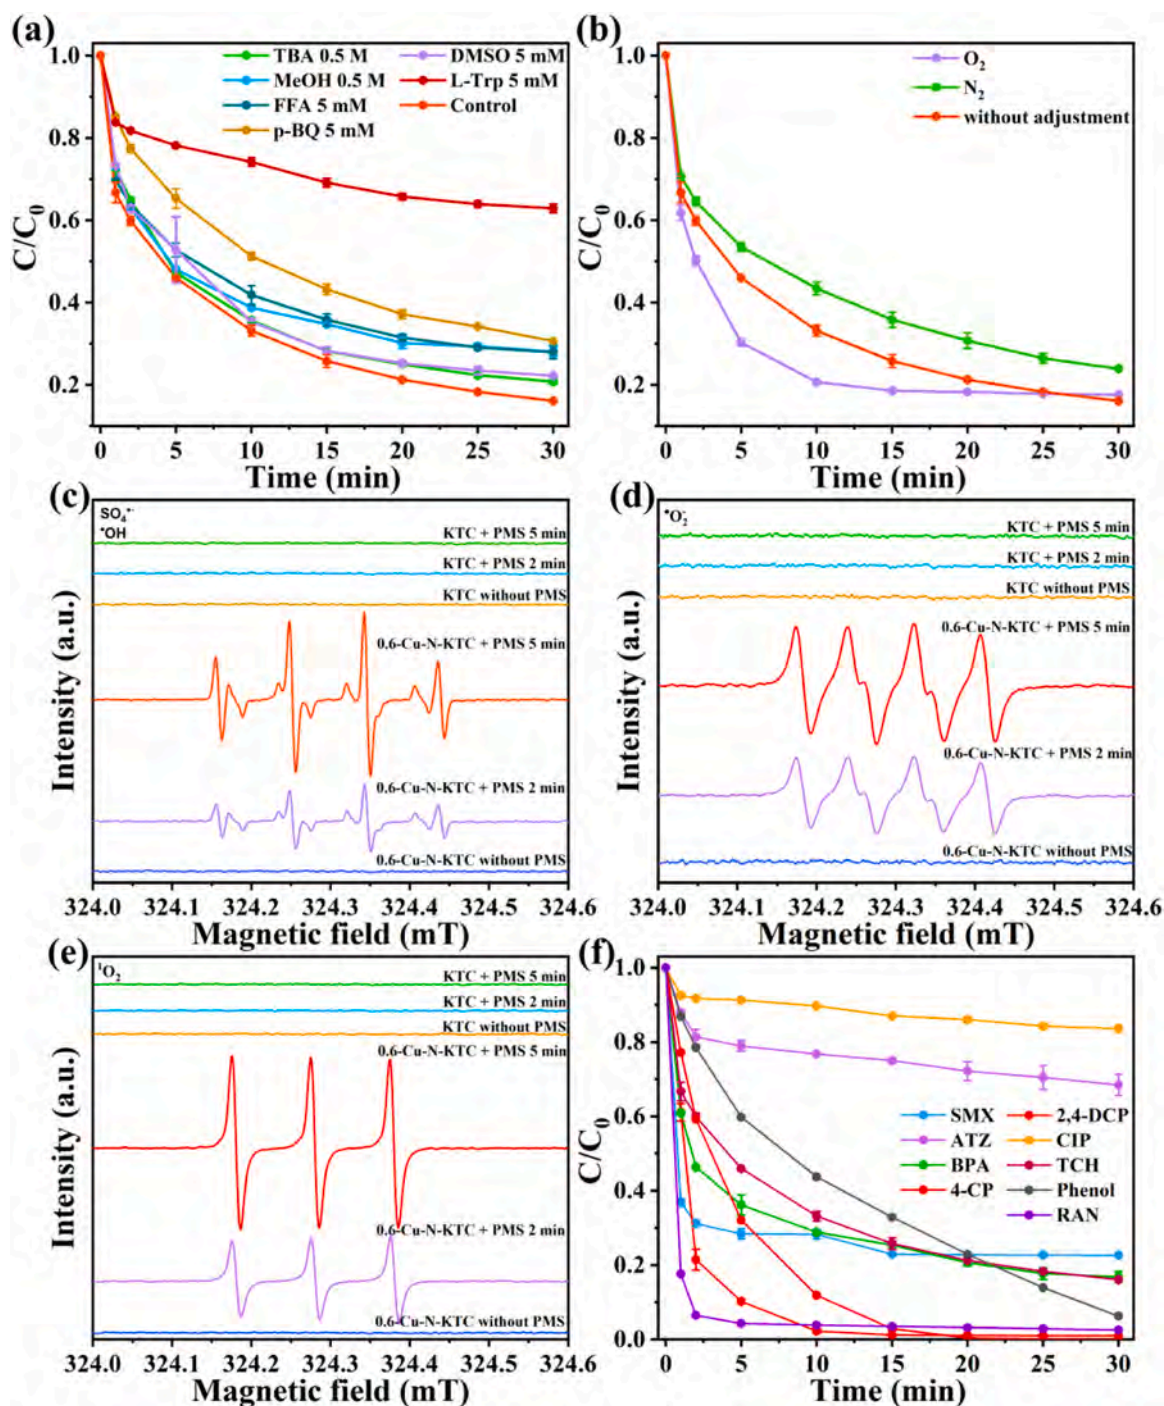 (a)
TBA 0.5 M
DMSO 5 mM
MeOH 0.5 M
L-Trp 5 mM
FFA 5 mM
Control
p-BQ 5 mM
C/C0
1.0
0.8
0.6
0.4
0.2
0 5 10 15 20 25 30
Time (min)
(b)
O2
N2
without adjustment
C/C0
1.0
0.8
0.6
0.4
0.2
0 5 10 15 20 25 30
Time (min)
(c)
SO4•-
•OH
KTC + PMS 5 min
KTC + PMS 2 min
KTC without PMS
0.6-Cu-N-KTC + PMS 5 min
0.6-Cu-N-KTC + PMS 2 min
0.6-Cu-N-KTC without PMS
Intensity (a.u.)
324.0 324.1 324.2 324.3 324.4 324.5 324.6
Magnetic field (mT)
(d)
•O2-
KTC + PMS 5 min
KTC + PMS 2 min
KTC without PMS
0.6-Cu-N-KTC + PMS 5 min
0.6-Cu-N-KTC + PMS 2 min
0.6-Cu-N-KTC without PMS
Intensity (a.u.)
324.0 324.1 324.2 324.3 324.4 324.5 324.6
Magnetic field (mT)
(e)
1O2
KTC + PMS 5 min
KTC + PMS 2 min
KTC without PMS
0.6-Cu-N-KTC + PMS 5 min
0.6-Cu-N-KTC + PMS 2 min
0.6-Cu-N-KTC without PMS
Intensity (a.u.)
324.0 324.1 324.2 324.3 324.4 324.5 324.6
Magnetic field (mT)
(f)
SMX
2,4-DCP
ATZ
CIP
BPA
TCH
4-CP
Phenol
RAN
C/C0
1.0
0.8
0.6
0.4
0.2
0.0
0 5 10 15 20 25 30
Time (min)